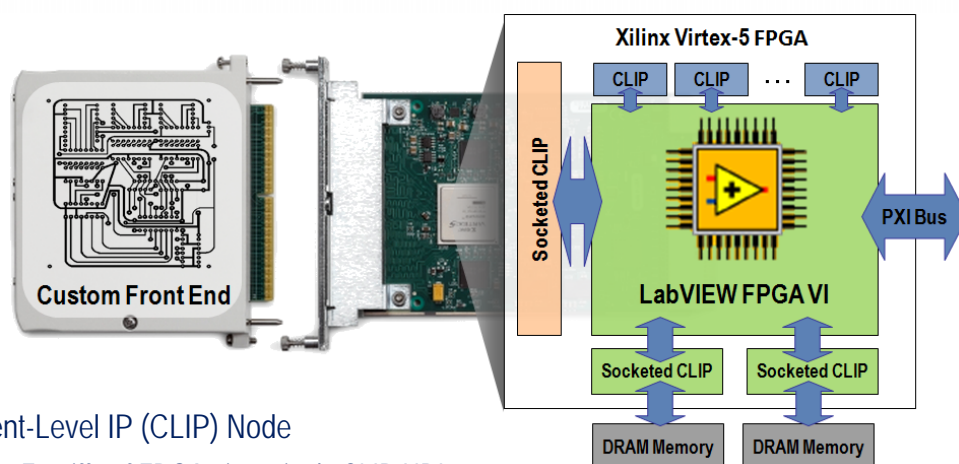 Xilinx Virtex-5 FPGA
CLIP
CLIP
...
CLIP
Socketed CLIP
PXI Bus
LabVIEW FPGA VI
Custom Front End
Socketed CLIP
Socketed CLIP
DRAM Memory
DRAM Memory
ent-Level IP (CLIP) Node